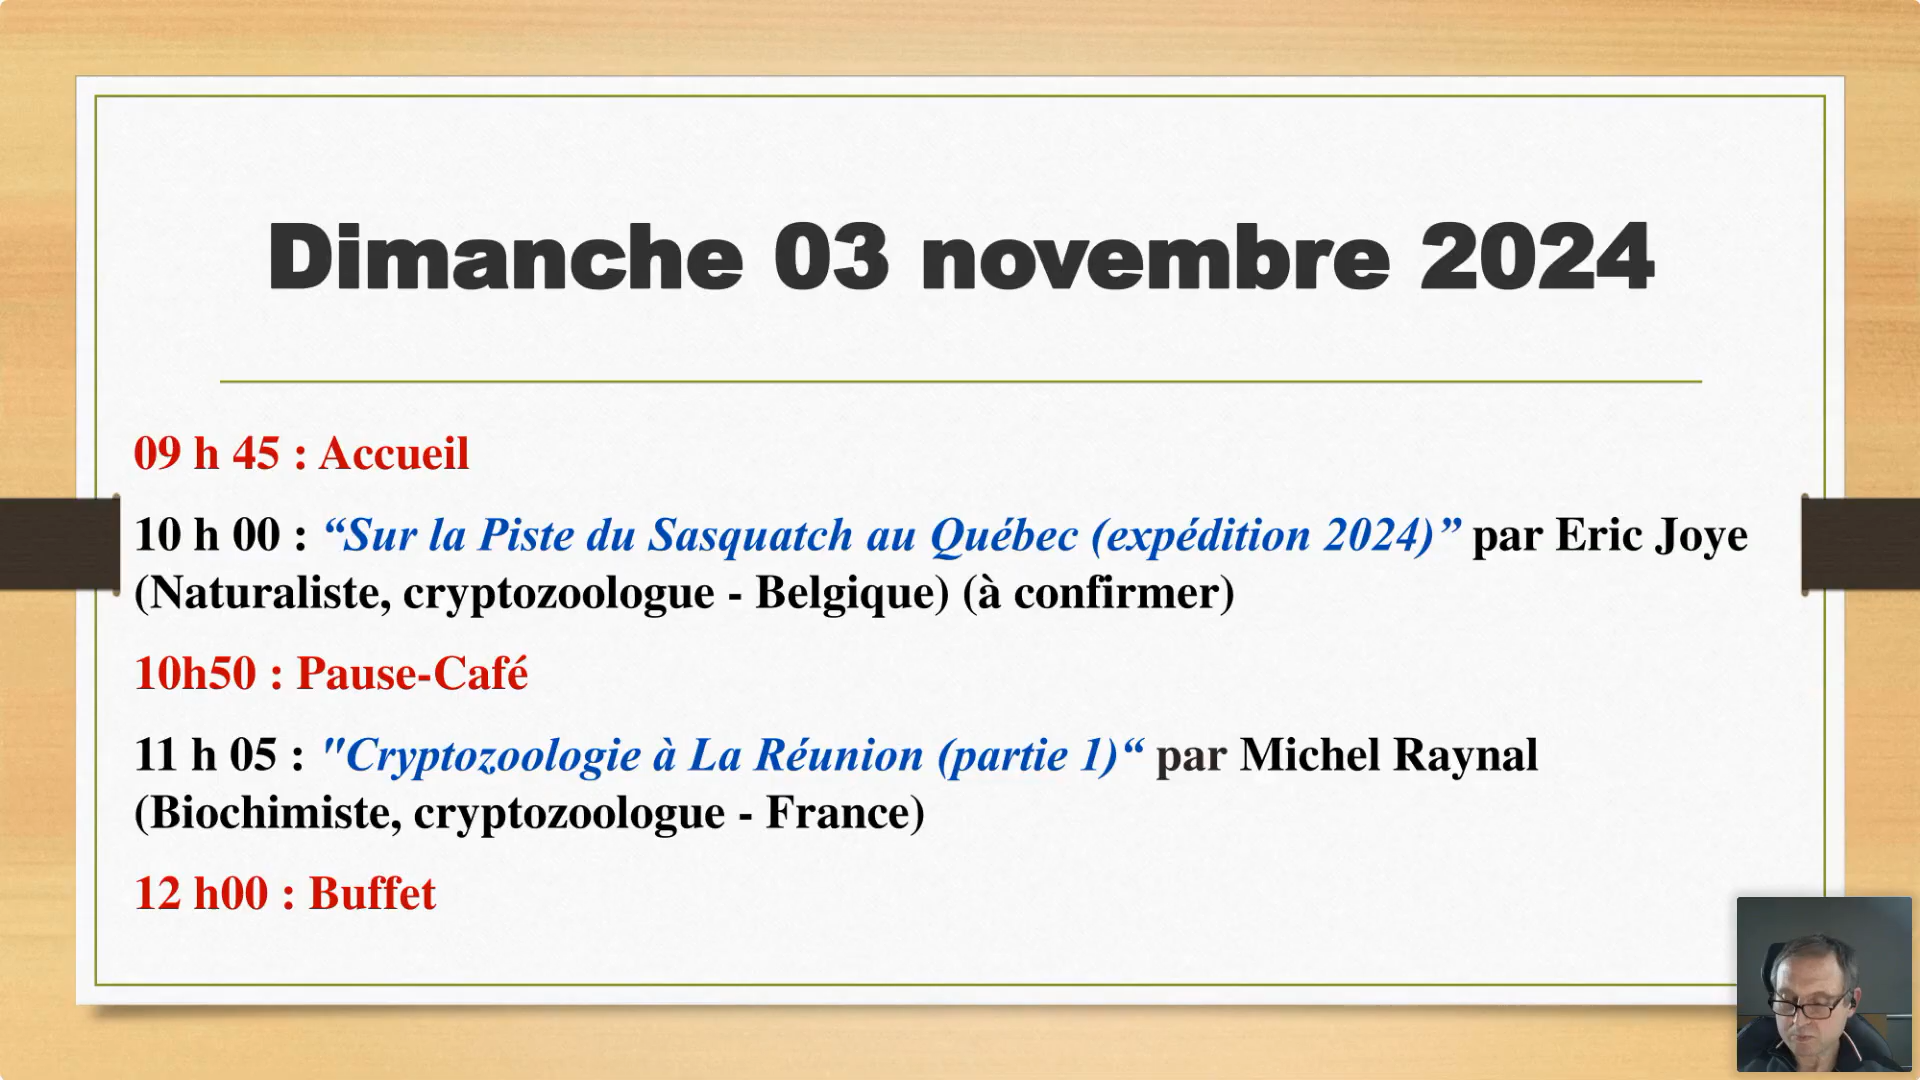 Dimanche 03 novembre 2024
09 h 45 : Accueil
10 h 00 : “Sur la Piste du Sasquatch au Québec (expédition 2024)” par Eric Joye
(Naturaliste, cryptozoologue - Belgique) (à confirmer)
10h50 : Pause-Café
11 h 05 : "Cryptozoologie à La Réunion (partie 1)“ par Michel Raynal
(Biochimiste, cryptozoologue - France)
12 h00 : Buffet